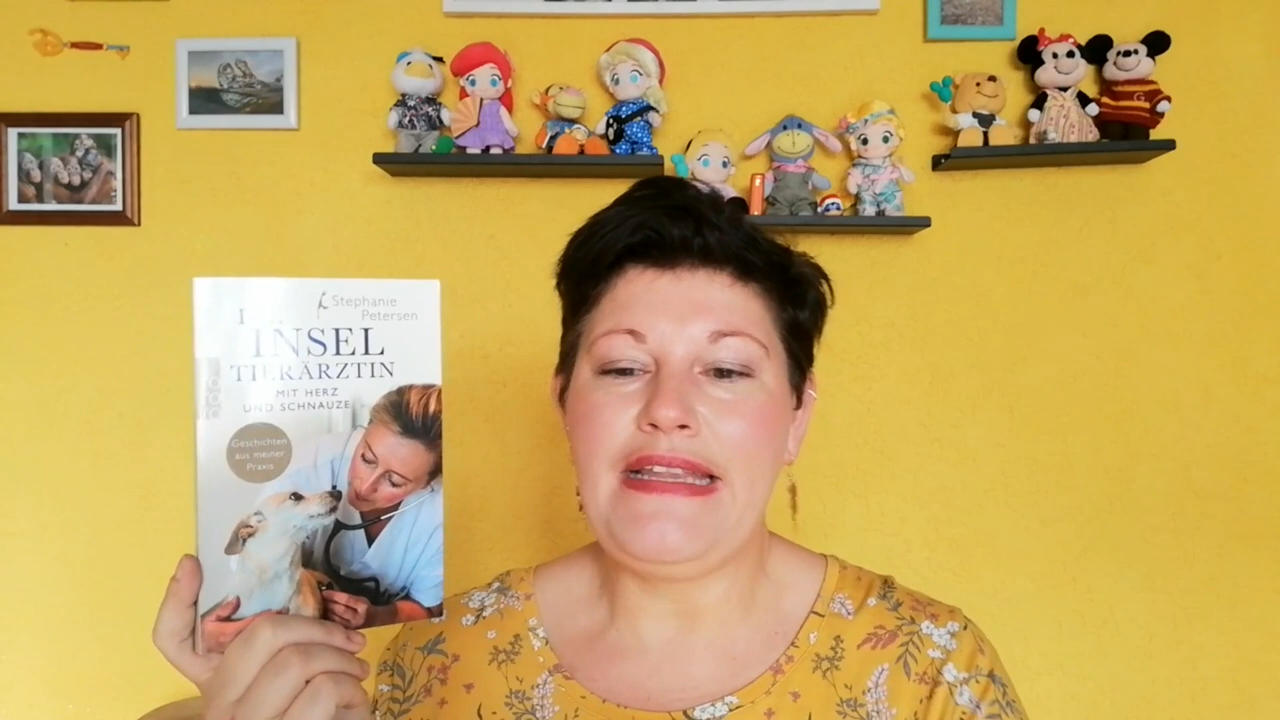 Stephanie
Petersen
INSEL
TIERÄRZTIN
MIT HERZ
UND SCHNAUZE
Geschichten
aus meiner
Praxis